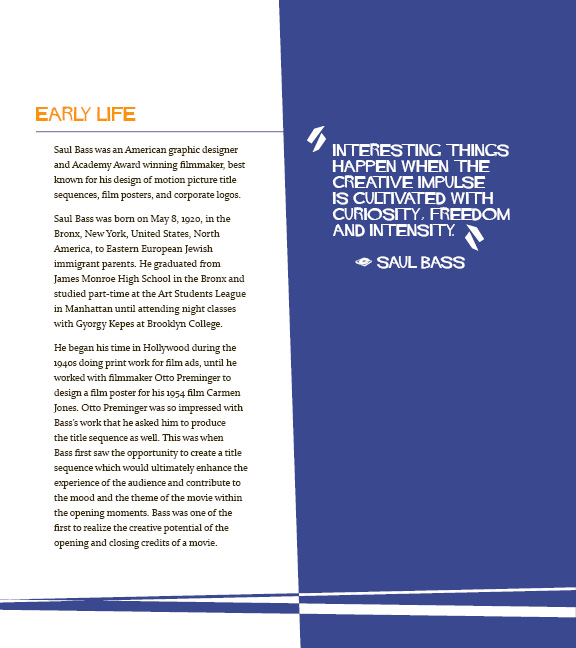 EARLY LIFE
Saul Bass was an American graphic designer
and Academy Award winning filmmaker, best
known for his design of motion picture title
sequences, film posters, and corporate logos.
Saul Bass was born on May 8, 1920, in the
Bronx, New York, United States, North
America, to Eastern European Jewish
immigrant parents. He graduated from
James Monroe High School in the Bronx and
studied part-time at the Art Students League
in Manhattan until attending night classes
with Gyorgy Kepes at Brooklyn College.
He began his time in Hollywood during the
1940s doing print work for film ads, until he
worked with filmmaker Otto Preminger to
design a film poster for his 1954 film Carmen
Jones. Otto Preminger was so impressed with
Bass's work that he asked him to produce
the title sequence as well. This was when
Bass first saw the opportunity to create a title
sequence which would ultimately enhance the
experience of the audience and contribute to
the mood and the theme of the movie within
the opening moments. Bass was one of the
first to realize the creative potential of the
opening and closing credits of a movie.
"INTERESTING THINGS
HAPPEN WHEN THE
CREATIVE IMPULSE
IS CULTIVATED WITH
CURIOSITY, FREEDOM
AND INTENSITY."
SAUL BASS